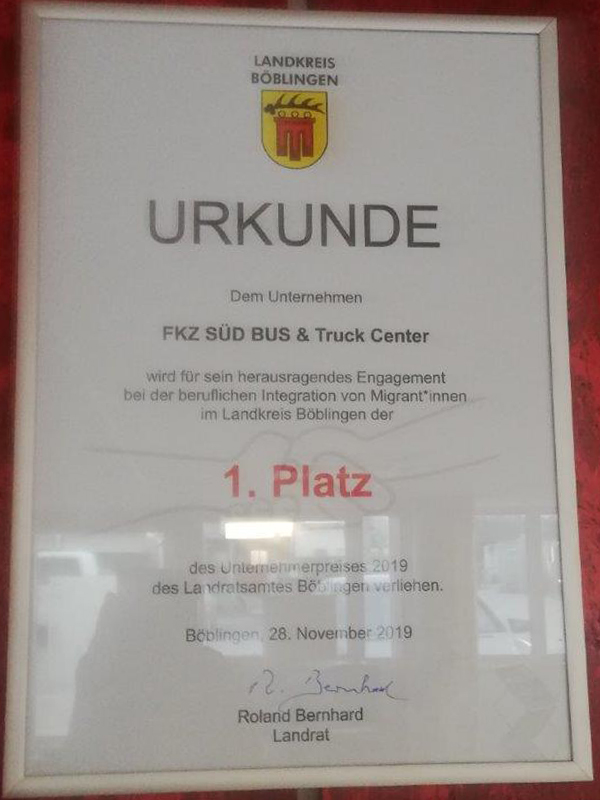 LANDKREIS
BÖBLINGEN
URKUNDE
Dem Unternehmen
FKZ SÜD BUS & Truck Center
wird für sein herausragendes Engagement
bei der beruflichen Integration von Migrant*innen
im Landkreis Böblingen der
1. Platz
des Unternehmerpreises 2019
des Landratsamtes Böblingen verliehen.
Böblingen, 28. November 2019
R. Bernhard
Roland Bernhard
Landrat